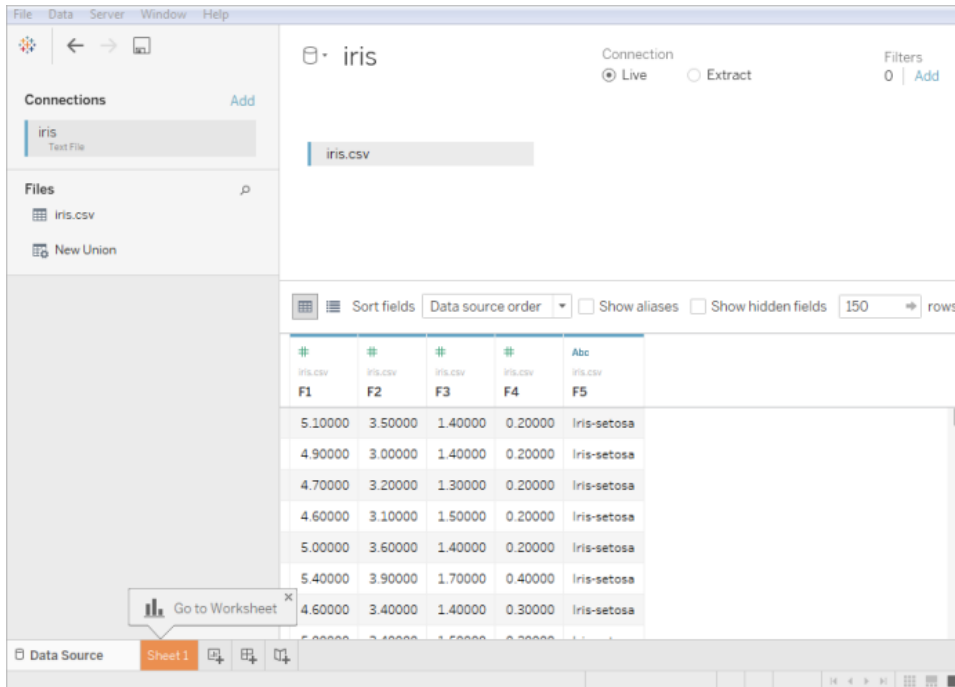 File Data Server Window Help
Connections Add
iris
Text File
Files
iris.csv
New Union
iris
Connection
Live Extract
Filters
0 Add
iris.csv
Sort fields Data source order Show aliases Show hidden fields 150 rows
# # # # Abc
iris.csv iris.csv iris.csv iris.csv iris.csv
F1 F2 F3 F4 F5
5.10000 3.50000 1.40000 0.20000 Iris-setosa
4.90000 3.00000 1.40000 0.20000 Iris-setosa
4.70000 3.20000 1.30000 0.20000 Iris-setosa
4.60000 3.10000 1.50000 0.20000 Iris-setosa
5.00000 3.60000 1.40000 0.20000 Iris-setosa
5.40000 3.90000 1.70000 0.40000 Iris-setosa
4.60000 3.40000 1.40000 0.30000 Iris-setosa
Go to Worksheet
Data Source Sheet 1